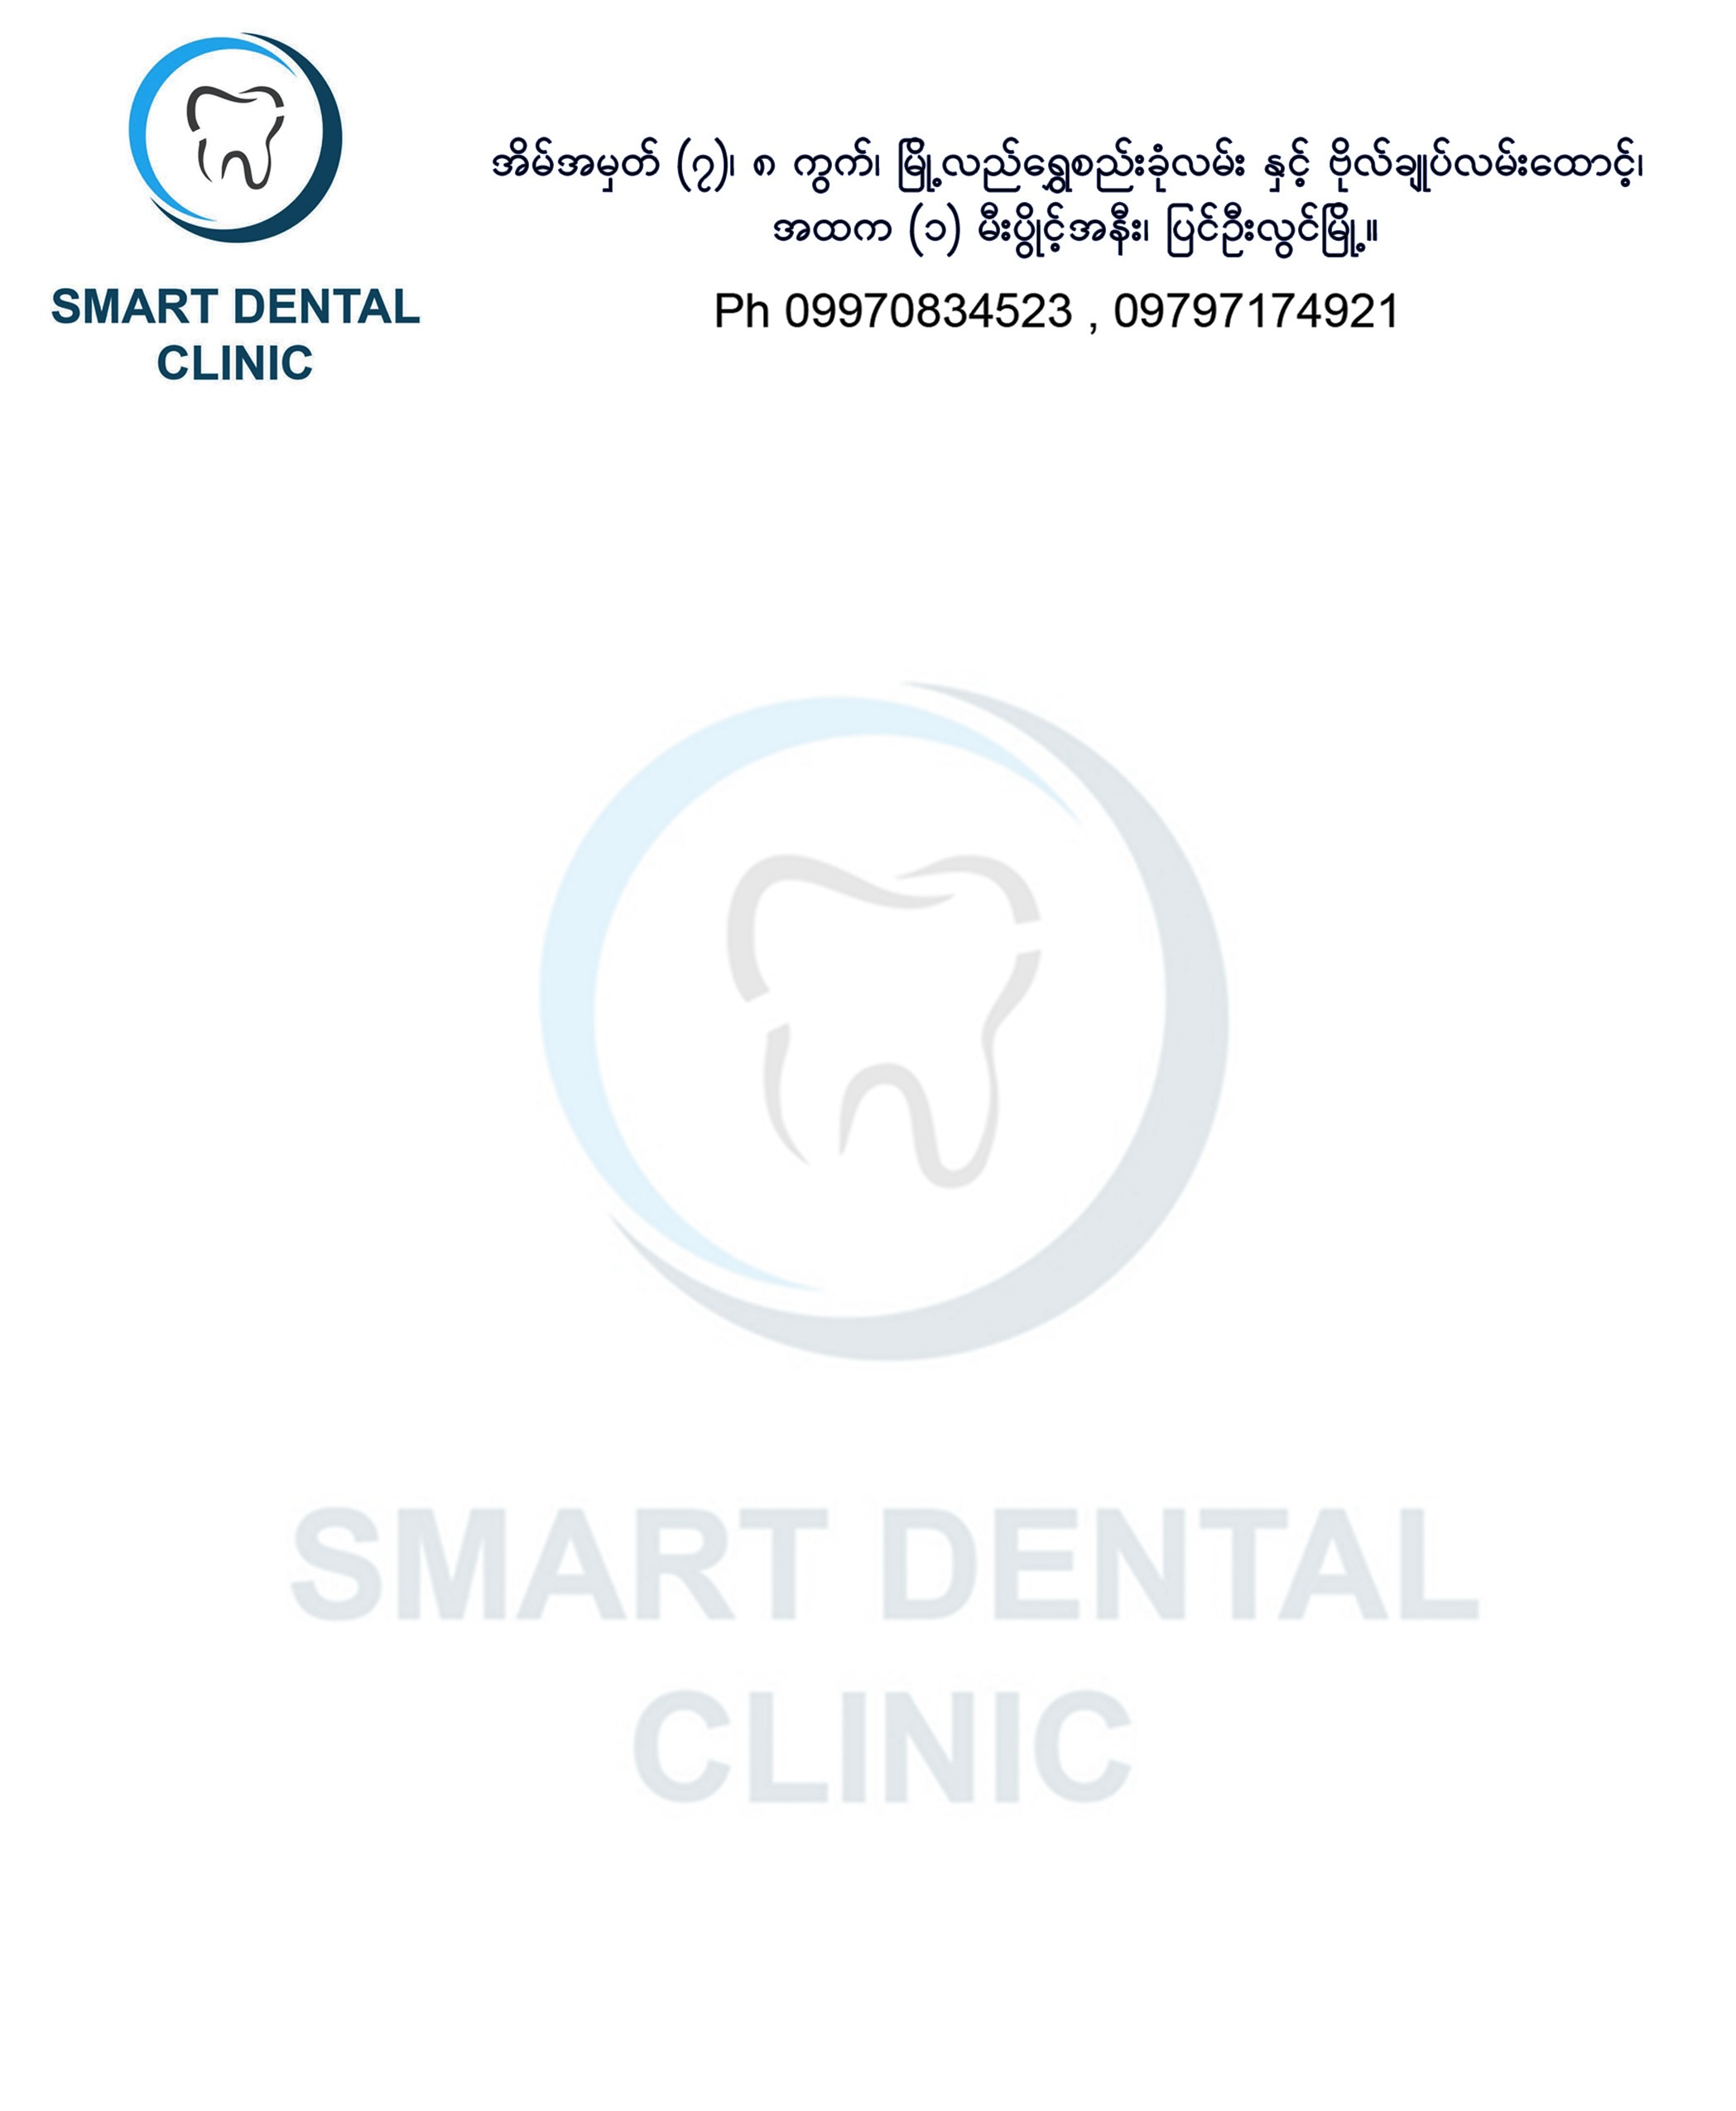 SMART DENTAL
CLINIC
အိမ်အမှတ် (၇)၊ ၈ ကွက်၊ မြို့လည်ရွှေစည်းခုံလမ်း နှင့် ဗိုလ်ချုပ်လမ်းထောင့်၊
အထက (၁) မီးပွိုင့်အနီး၊ ပြင်ဦးလွင်မြို့။
Ph 09970834523 , 09797174921
SMART DENTAL
CLINIC